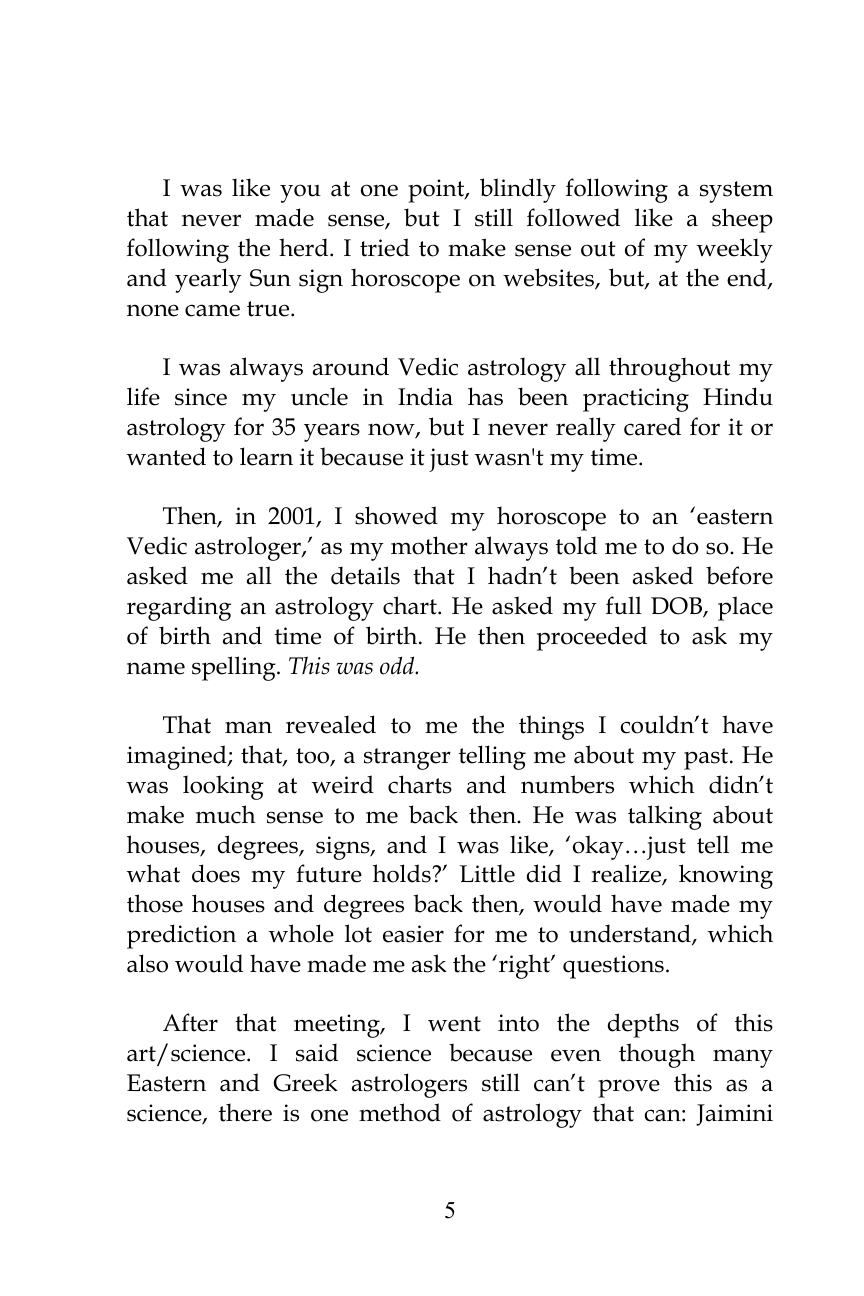 I was like you at one point, blindly following a system
that never made sense, but I still followed like a sheep
following the herd. I tried to make sense out of my weekly
and yearly Sun sign horoscope on websites, but, at the end,
none came true.
I was always around Vedic astrology all throughout my
life since my uncle in India has been practicing Hindu
astrology for 35 years now, but I never really cared for it or
wanted to learn it because it just wasn't my time.
Then, in 2001, I showed my horoscope to an ‘eastern
Vedic astrologer,’ as my mother always told me to do so. He
asked me all the details that I hadn’t been asked before
regarding an astrology chart. He asked my full DOB, place
of birth and time of birth. He then proceeded to ask my
name spelling. This was odd.
That man revealed to me the things I couldn’t have
imagined; that, too, a stranger telling me about my past. He
was looking at weird charts and numbers which didn’t
make much sense to me back then. He was talking about
houses, degrees, signs, and I was like, ‘okay…just tell me
what does my future holds?’ Little did I realize, knowing
those houses and degrees back then, would have made my
prediction a whole lot easier for me to understand, which
also would have made me ask the ‘right’ questions.
After that meeting, I went into the depths of this
art/science. I said science because even though many
Eastern and Greek astrologers still can’t prove this as a
science, there is one method of astrology that can: Jaimini
5